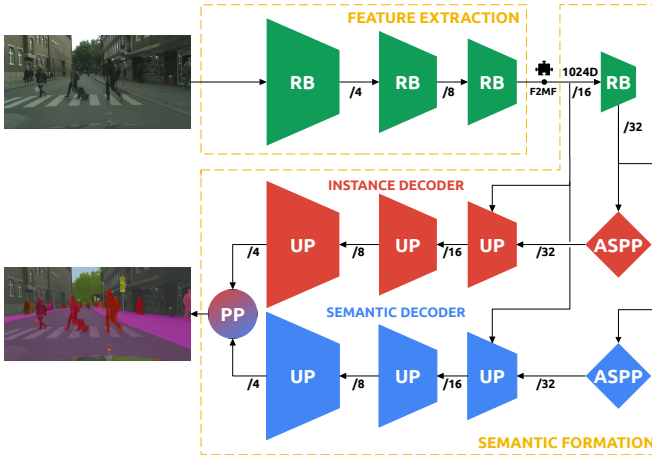 FEATURE EXTRACTION
RB
RB
RB
RB
/4
/8
F2MF
1024D
/16
/32
INSTANCE DECODER
UP
UP
UP
ASPP
/4
/8
/16
/32
PP
SEMANTIC DECODER
UP
UP
UP
ASPP
/4
/8
/16
/32
SEMANTIC FORMATION